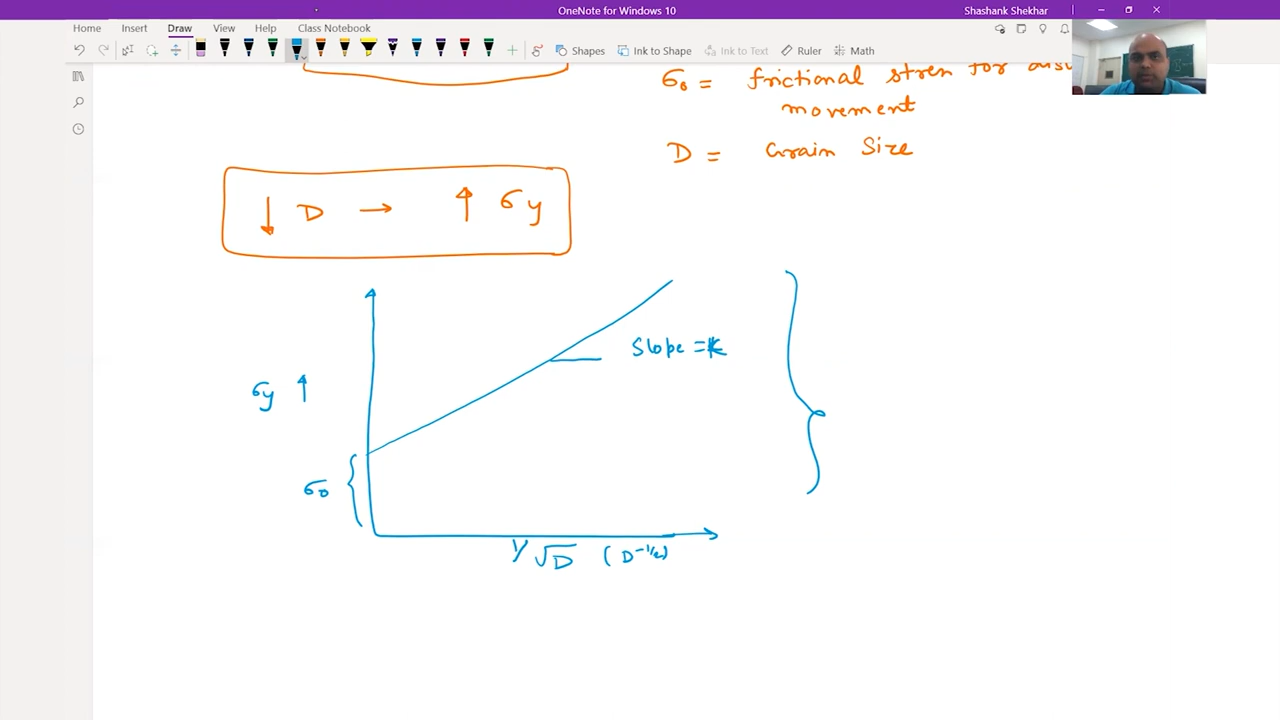 OneNote for Windows 10
Shashank Shekhar
Home Insert Draw View Help Class Notebook
Shapes Ink to Shape Ink to Text Ruler Math
σ₀ = frictional stren for
movement
D = Grain Size
↓ D → ↑ σy
Slope = K
σy ↑
σ₀
1/√D (D⁻¹/²)